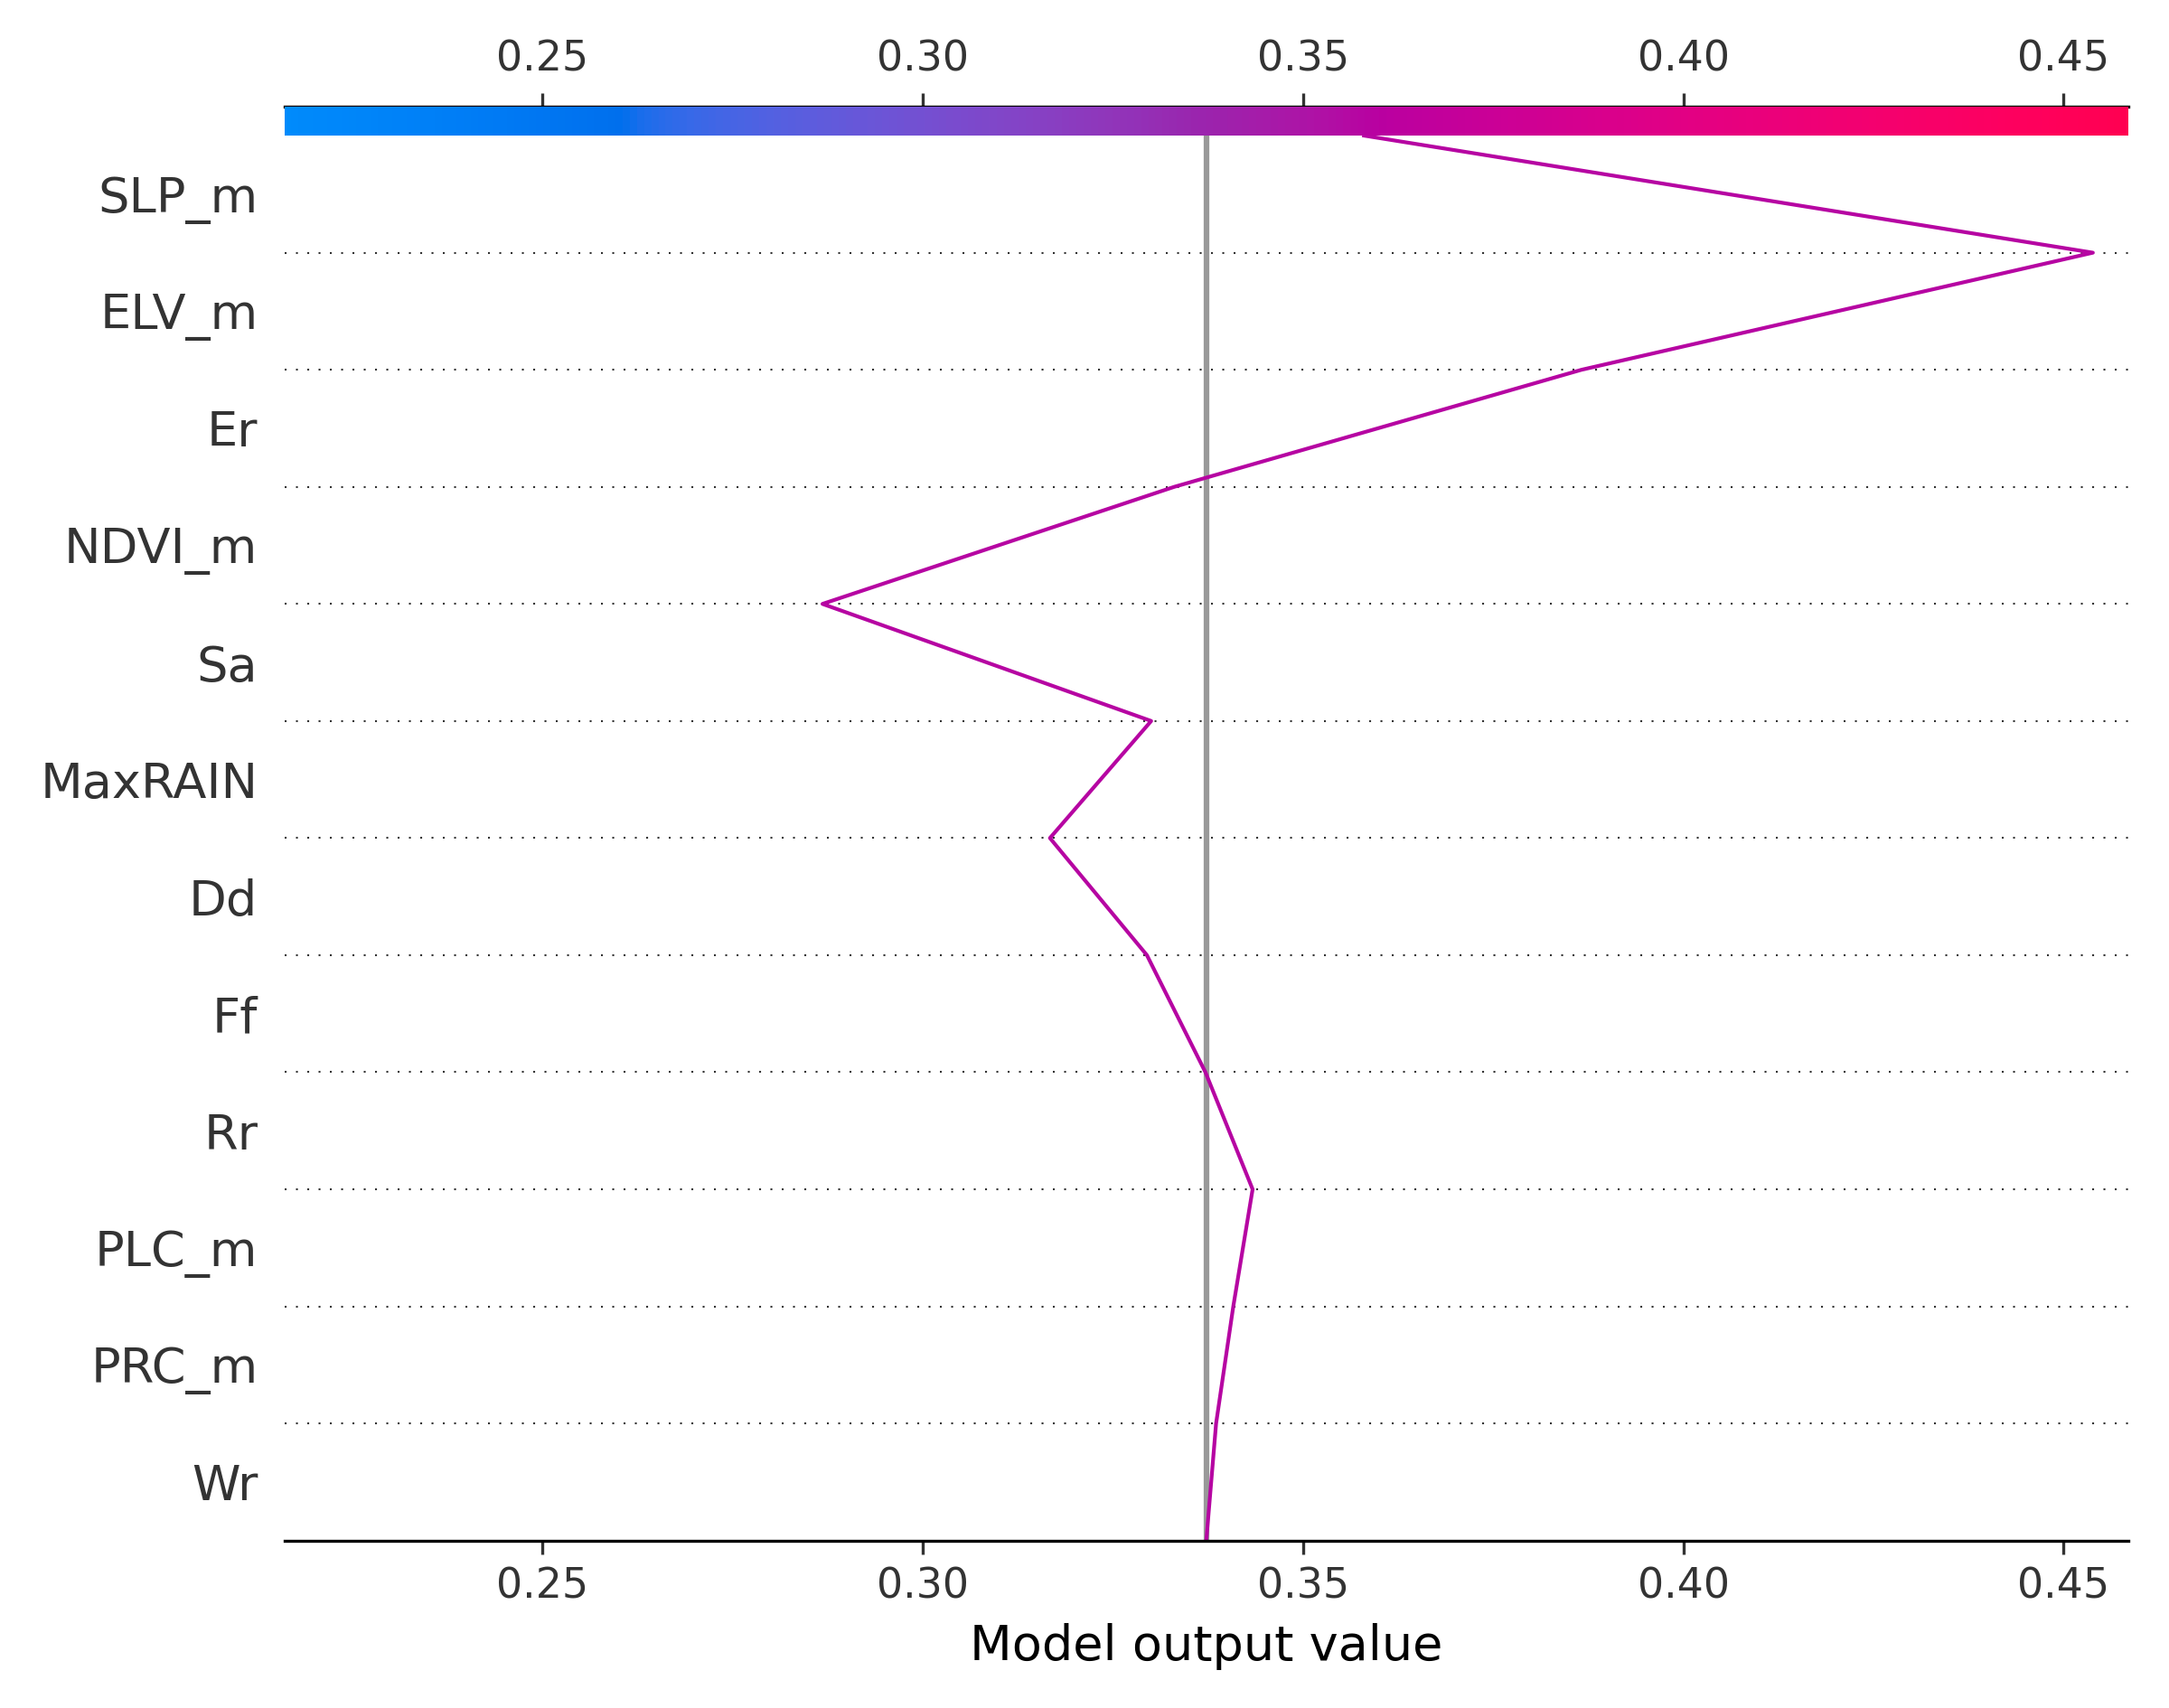 0.25 0.30 0.35 0.40 0.45
SLP_m
ELV_m
Er
NDVI_m
Sa
MaxRAIN
Dd
Ff
Rr
PLC_m
PRC_m
Wr
0.25 0.30 0.35 0.40 0.45
Model output value